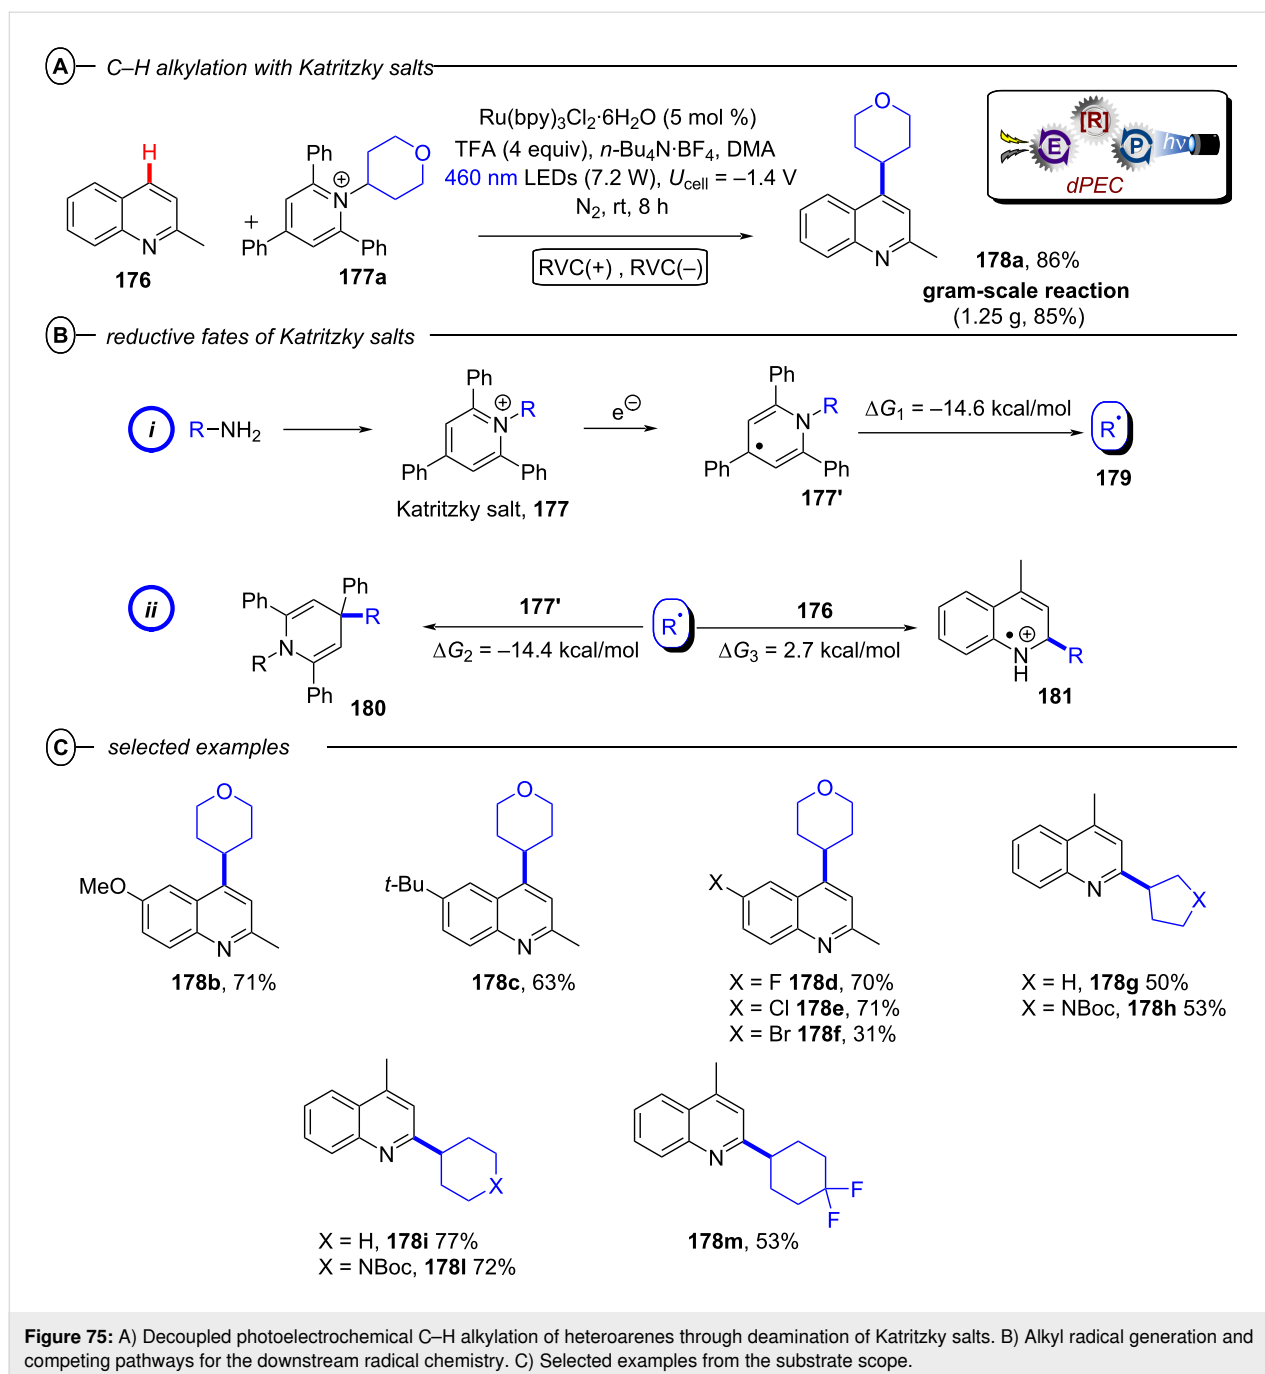 A C–H alkylation with Katritzky salts
H
N
176
+
Ph
N
⊕
O
Ph
Ph
177a
Ru(bpy)3Cl2·6H2O (5 mol %)
TFA (4 equiv), n-Bu4N·BF4, DMA
460 nm LEDs (7.2 W), Ucell = –1.4 V
N2, rt, 8 h
RVC(+) , RVC(–)
O
N
178a, 86%
gram-scale reaction
(1.25 g, 85%)
E [R] P hν
dPEC
B reductive fates of Katritzky salts
i R–NH2
Ph
⊕
N R
Ph
Ph
Katritzky salt, 177
e⊖
Ph
N R
•
Ph
Ph
177'
ΔG1 = –14.6 kcal/mol
R•
179
ii
Ph
Ph
R
N
R
Ph
180
177'
ΔG2 = –14.4 kcal/mol
R•
176
ΔG3 = 2.7 kcal/mol
• ⊕
N
H
R
181
C selected examples
O
MeO
N
178b, 71%
O
t-Bu
N
178c, 63%
O
X
N
X = F 178d, 70%
X = Cl 178e, 71%
X = Br 178f, 31%
N
X
X = H, 178g 50%
X = NBoc, 178h 53%
N
X
X = H, 178i 77%
X = NBoc, 178l 72%
N
F
F
178m, 53%
Figure 75: A) Decoupled photoelectrochemical C–H alkylation of heteroarenes through deamination of Katritzky salts. B) Alkyl radical generation and
competing pathways for the downstream radical chemistry. C) Selected examples from the substrate scope.